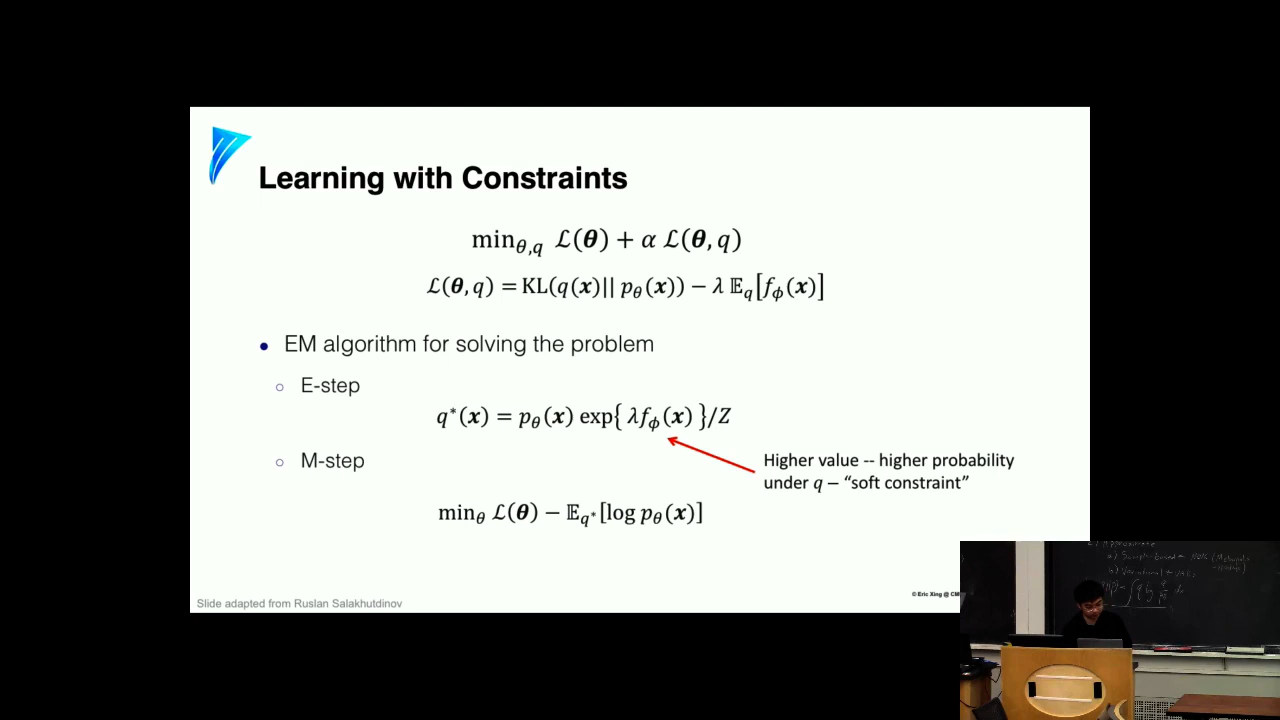 Learning with Constraints
min_{θ,q} ℒ(θ) + α ℒ(θ, q)
ℒ(θ, q) = KL(q(x)|| p_θ(x)) − λ 𝔼_q[f_ϕ(x)]
• EM algorithm for solving the problem
○ E-step
q*(x) = p_θ(x) exp{ λf_ϕ(x) }/Z
○ M-step
Higher value -- higher probability
under q – “soft constraint”
min_θ ℒ(θ) − 𝔼_{q*}[log p_θ(x)]
Slide adapted from Ruslan Salakhutdinov
© Eric Xing @